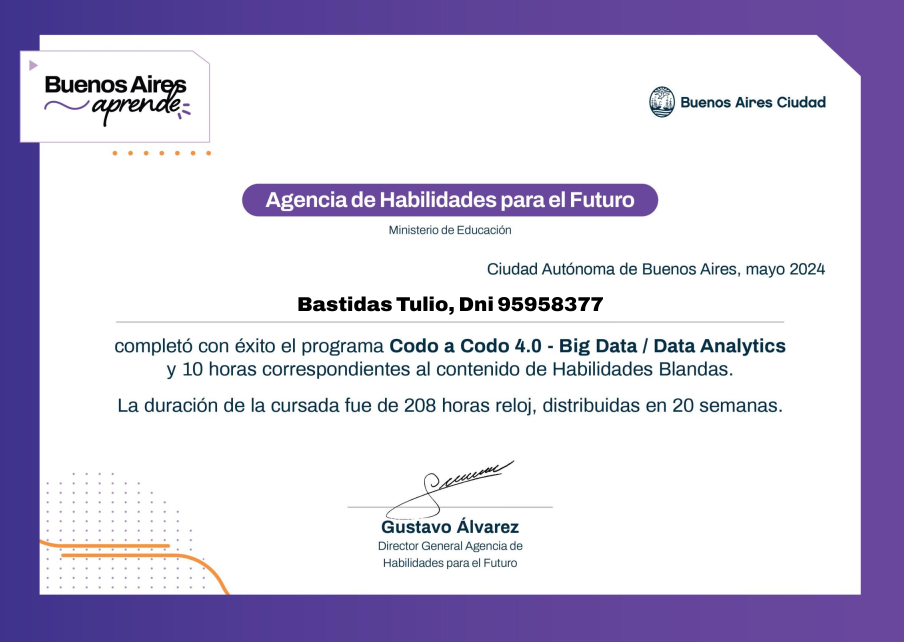 Buenos Aires
aprende
Buenos Aires Ciudad
Agencia de Habilidades para el Futuro
Ministerio de Educación
Ciudad Autónoma de Buenos Aires, mayo 2024
Bastidas Tulio, Dni 95958377
completó con éxito el programa Codo a Codo 4.0 - Big Data / Data Analytics
y 10 horas correspondientes al contenido de Habilidades Blandas.
La duración de la cursada fue de 208 horas reloj, distribuidas en 20 semanas.
Gustavo Álvarez
Director General Agencia de
Habilidades para el Futuro